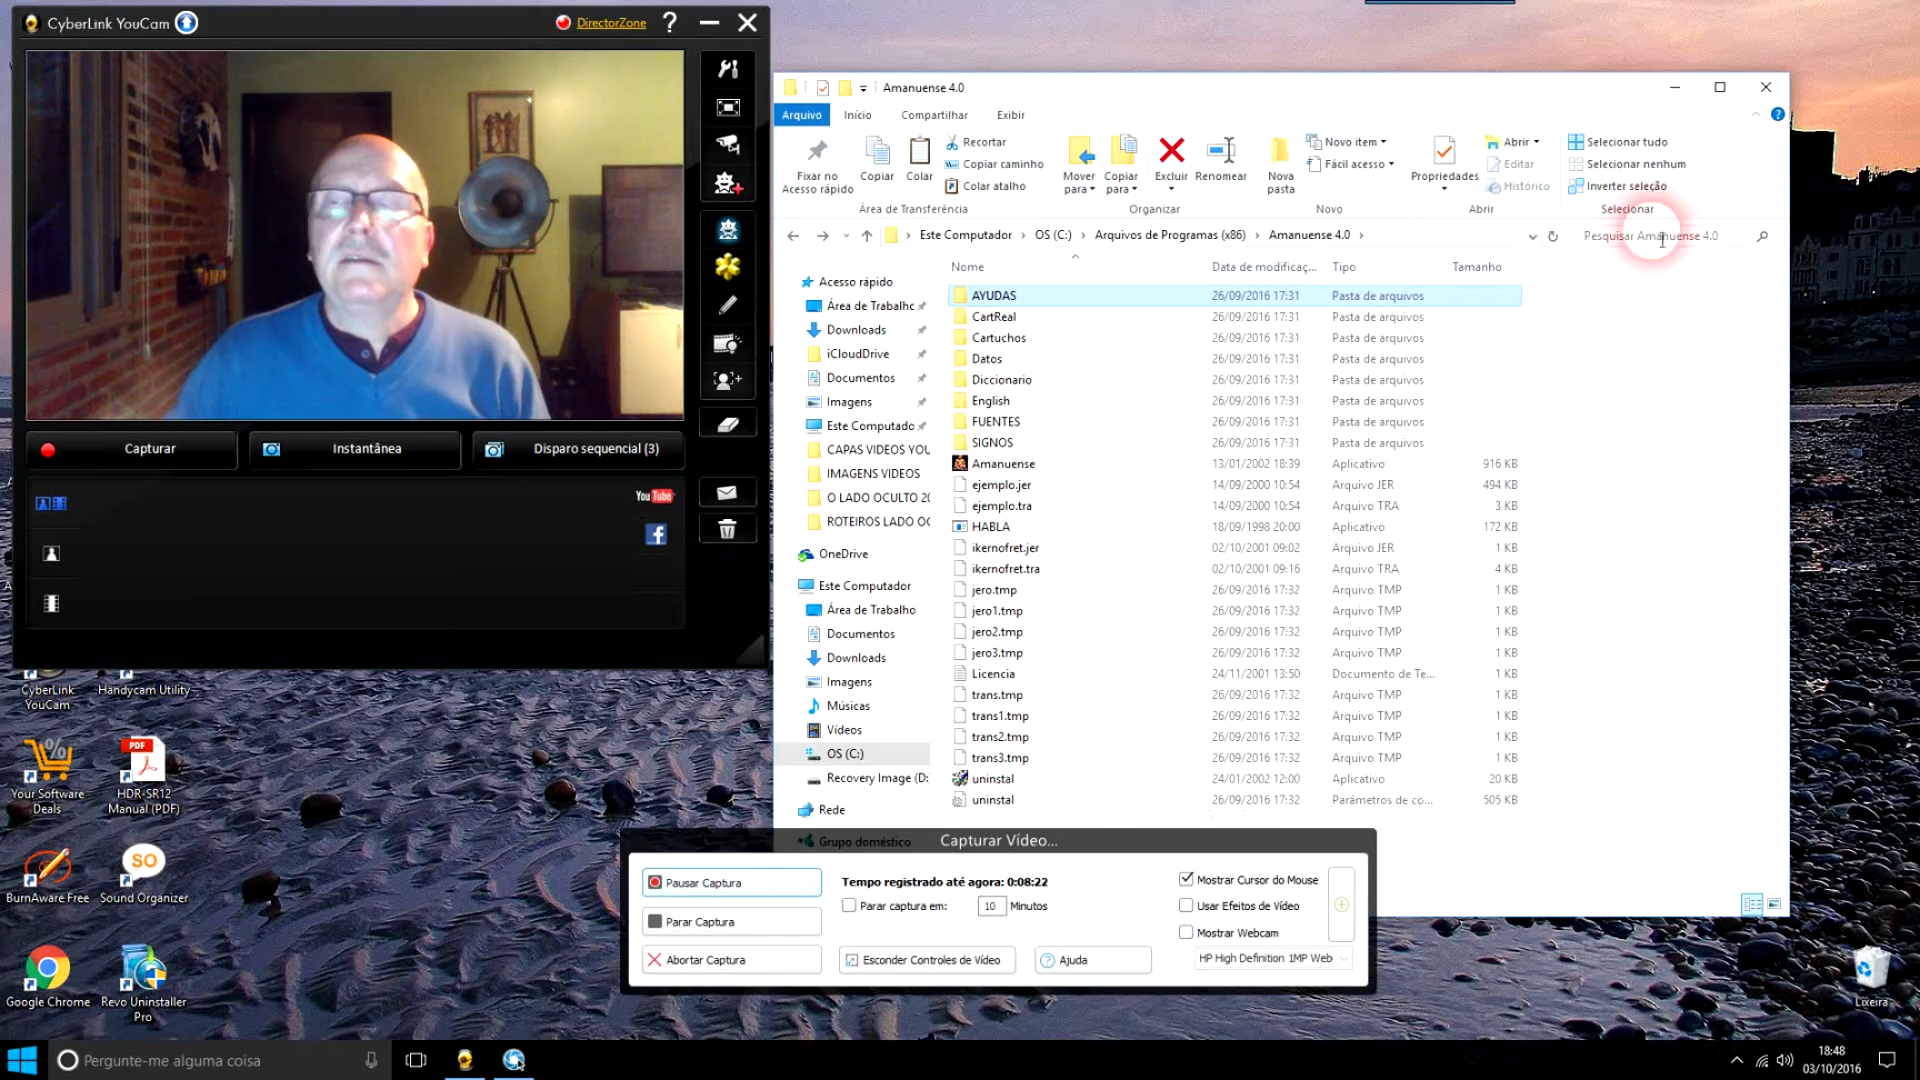 CyberLink YouCam
DirectorZone
?
Capturar
Instantânea
Disparo sequencial (3)
You Tube
Amanuense 4.0
Arquivo
Início
Compartilhar
Exibir
Fixar no
Acesso rápido
Copiar
Colar
Recortar
Copiar caminho
Colar atalho
Área de Transferência
Mover
para
Copiar
para
Excluir
Renomear
Organizar
Nova
pasta
Novo item
Fácil acesso
Novo
Propriedades
Abrir
Editar
Histórico
Abrir
Selecionar tudo
Selecionar nenhum
Inverter seleção
Selecionar
Este Computador
OS (C:)
Arquivos de Programas (x86)
Amanuense 4.0
Pesquisar Amanuense 4.0
Nome Data de modificaç... Tipo Tamanho
Acesso rápido
Área de Trabalho
Downloads
iCloudDrive
Documentos
Imagens
Este Computado
CAPAS VIDEOS YOU
IMAGENS VIDEOS
O LADO OCULTO 20
ROTEIROS LADO OC
OneDrive
Este Computador
Área de Trabalho
Documentos
Downloads
Imagens
Músicas
Vídeos
OS (C:)
Recovery Image (D:
Rede
Grupo doméstico
AYUDAS 26/09/2016 17:31 Pasta de arquivos
CartReal 26/09/2016 17:31 Pasta de arquivos
Cartuchos 26/09/2016 17:31 Pasta de arquivos
Datos 26/09/2016 17:31 Pasta de arquivos
Diccionario 26/09/2016 17:31 Pasta de arquivos
English 26/09/2016 17:31 Pasta de arquivos
FUENTES 26/09/2016 17:31 Pasta de arquivos
SIGNOS 26/09/2016 17:31 Pasta de arquivos
Amanuense 13/01/2002 18:39 Aplicativo 916 KB
ejemplo.jer 14/09/2000 10:54 Arquivo JER 494 KB
ejemplo.tra 14/09/2000 10:54 Arquivo TRA 3 KB
HABLA 18/09/1998 20:00 Aplicativo 172 KB
ikernofret.jer 02/10/2001 09:02 Arquivo JER 1 KB
ikernofret.tra 02/10/2001 09:16 Arquivo TRA 4 KB
jero.tmp 26/09/2016 17:32 Arquivo TMP 1 KB
jero1.tmp 26/09/2016 17:32 Arquivo TMP 1 KB
jero2.tmp 26/09/2016 17:32 Arquivo TMP 1 KB
jero3.tmp 26/09/2016 17:32 Arquivo TMP 1 KB
Licencia 24/11/2001 13:50 Documento de Te... 1 KB
trans.tmp 26/09/2016 17:32 Arquivo TMP 1 KB
trans1.tmp 26/09/2016 17:32 Arquivo TMP 1 KB
trans2.tmp 26/09/2016 17:32 Arquivo TMP 1 KB
trans3.tmp 26/09/2016 17:32 Arquivo TMP 1 KB
uninstal 24/01/2002 12:00 Aplicativo 20 KB
uninstal 26/09/2016 17:32 Parâmetros de co... 505 KB
Capturar Vídeo...
Pausar Captura
Parar Captura
Abortar Captura
Tempo registrado até agora: 0:08:22
Parar captura em: 10 Minutos
Esconder Controles de Vídeo
Ajuda
Mostrar Cursor do Mouse
Usar Efeitos de Vídeo
Mostrar Webcam
HP High Definition 1MP Web
CyberLink
YouCam
Handycam Utility
Your Software
Deals
PDF
HDR-SR12
Manual (PDF)
BurnAware Free
SO
Sound Organizer
Google Chrome
Revo Uninstaller
Pro
Lixeira
Pergunte-me alguma coisa
18:48
03/10/2016